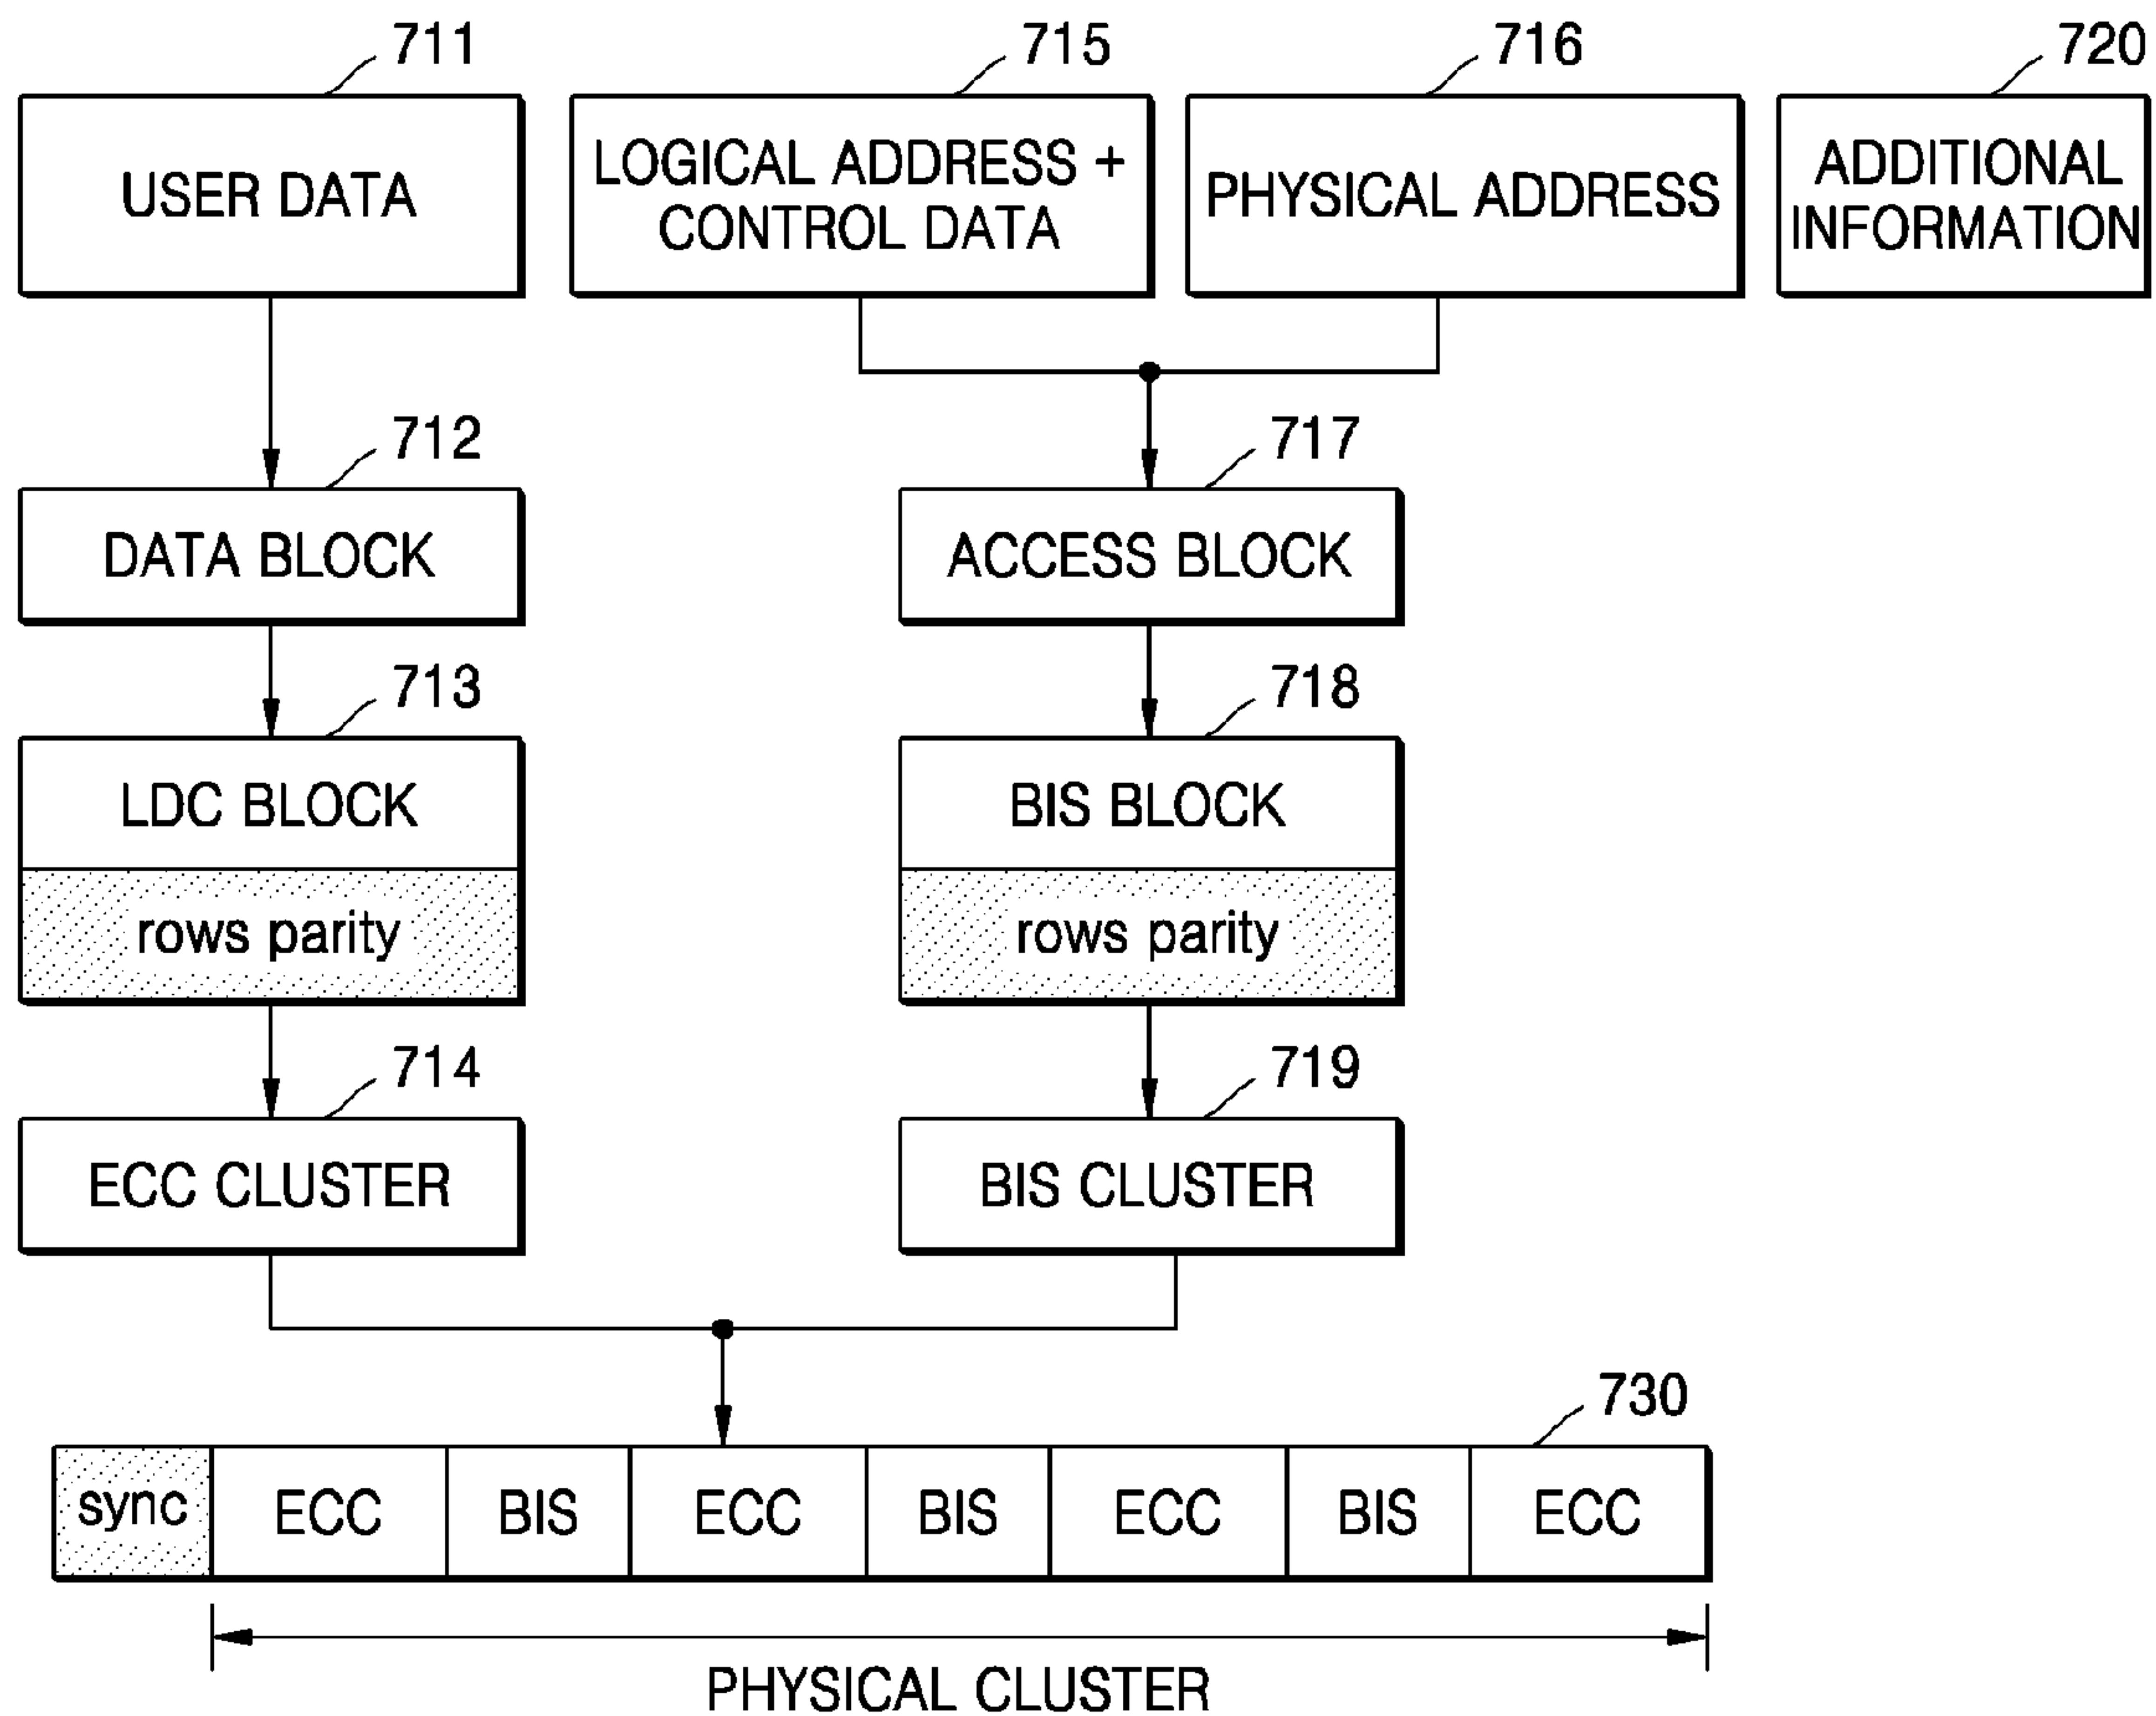 711
715
716
720
USER DATA
LOGICAL ADDRESS +
CONTROL DATA
PHYSICAL ADDRESS
ADDITIONAL
INFORMATION
712
717
DATA BLOCK
ACCESS BLOCK
713
718
LDC BLOCK
BIS BLOCK
rows parity
rows parity
714
719
ECC CLUSTER
BIS CLUSTER
730
sync ECC BIS ECC BIS ECC BIS ECC
PHYSICAL CLUSTER